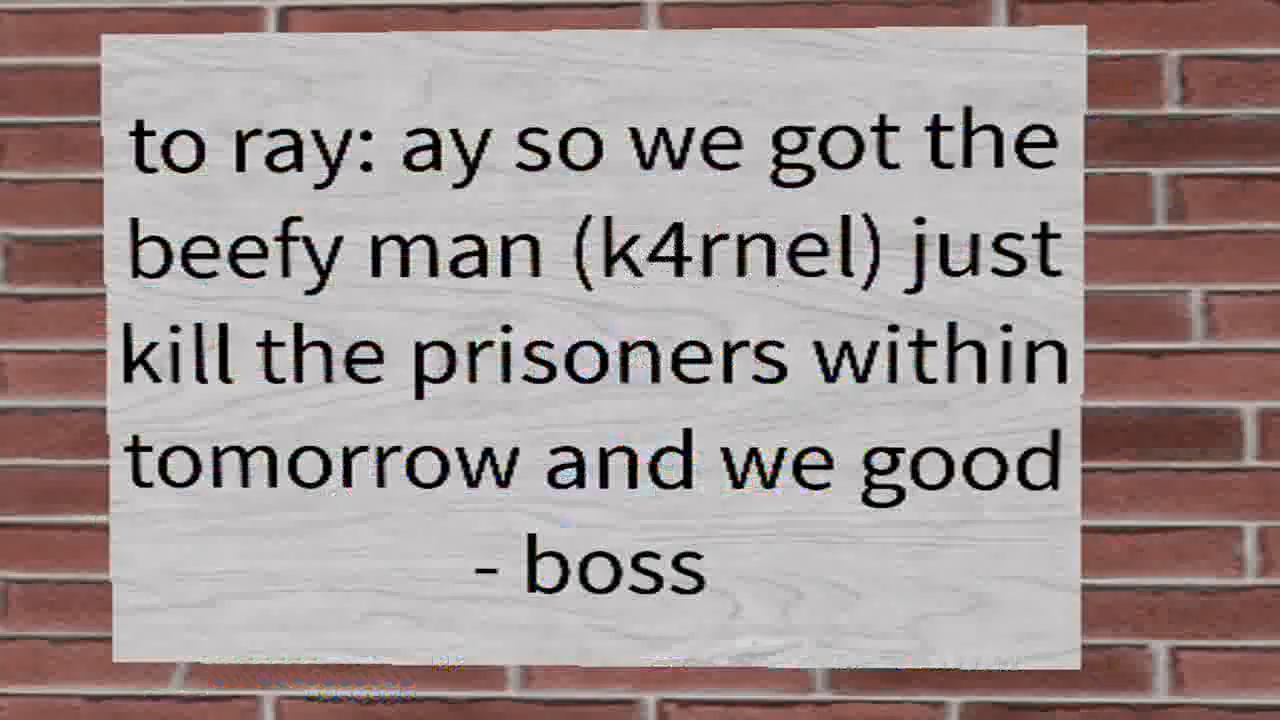 to ray: ay so we got the
beefy man (k4rnel) just
kill the prisoners within
tomorrow and we good
- boss